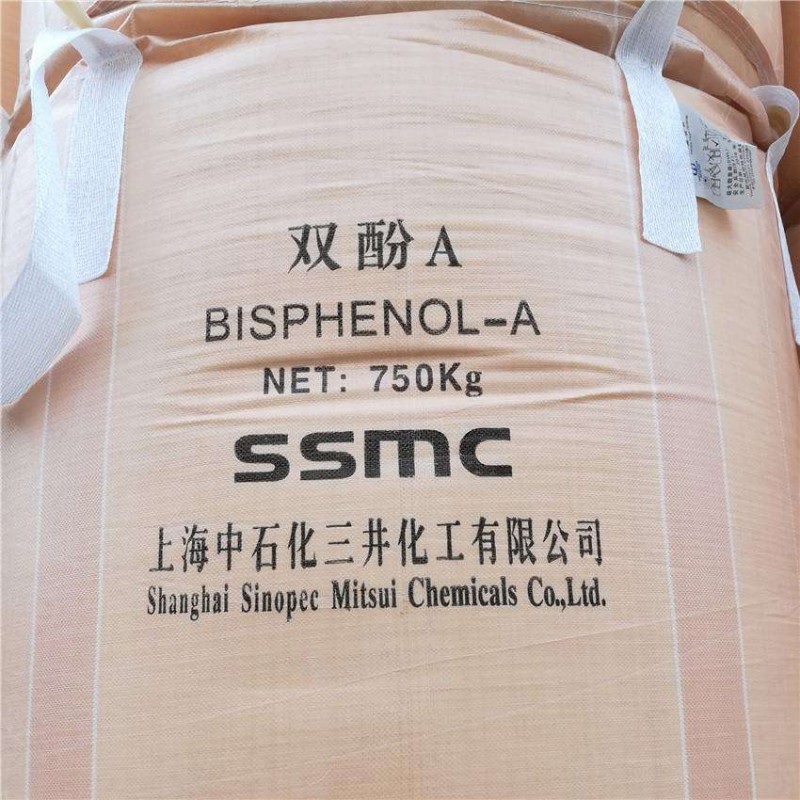 双酚A
BISPHENOL-A
NET: 750Kg
SSMC
上海中石化三井化工有限公司
Shanghai Sinopec Mitsui Chemicals Co.,Ltd.